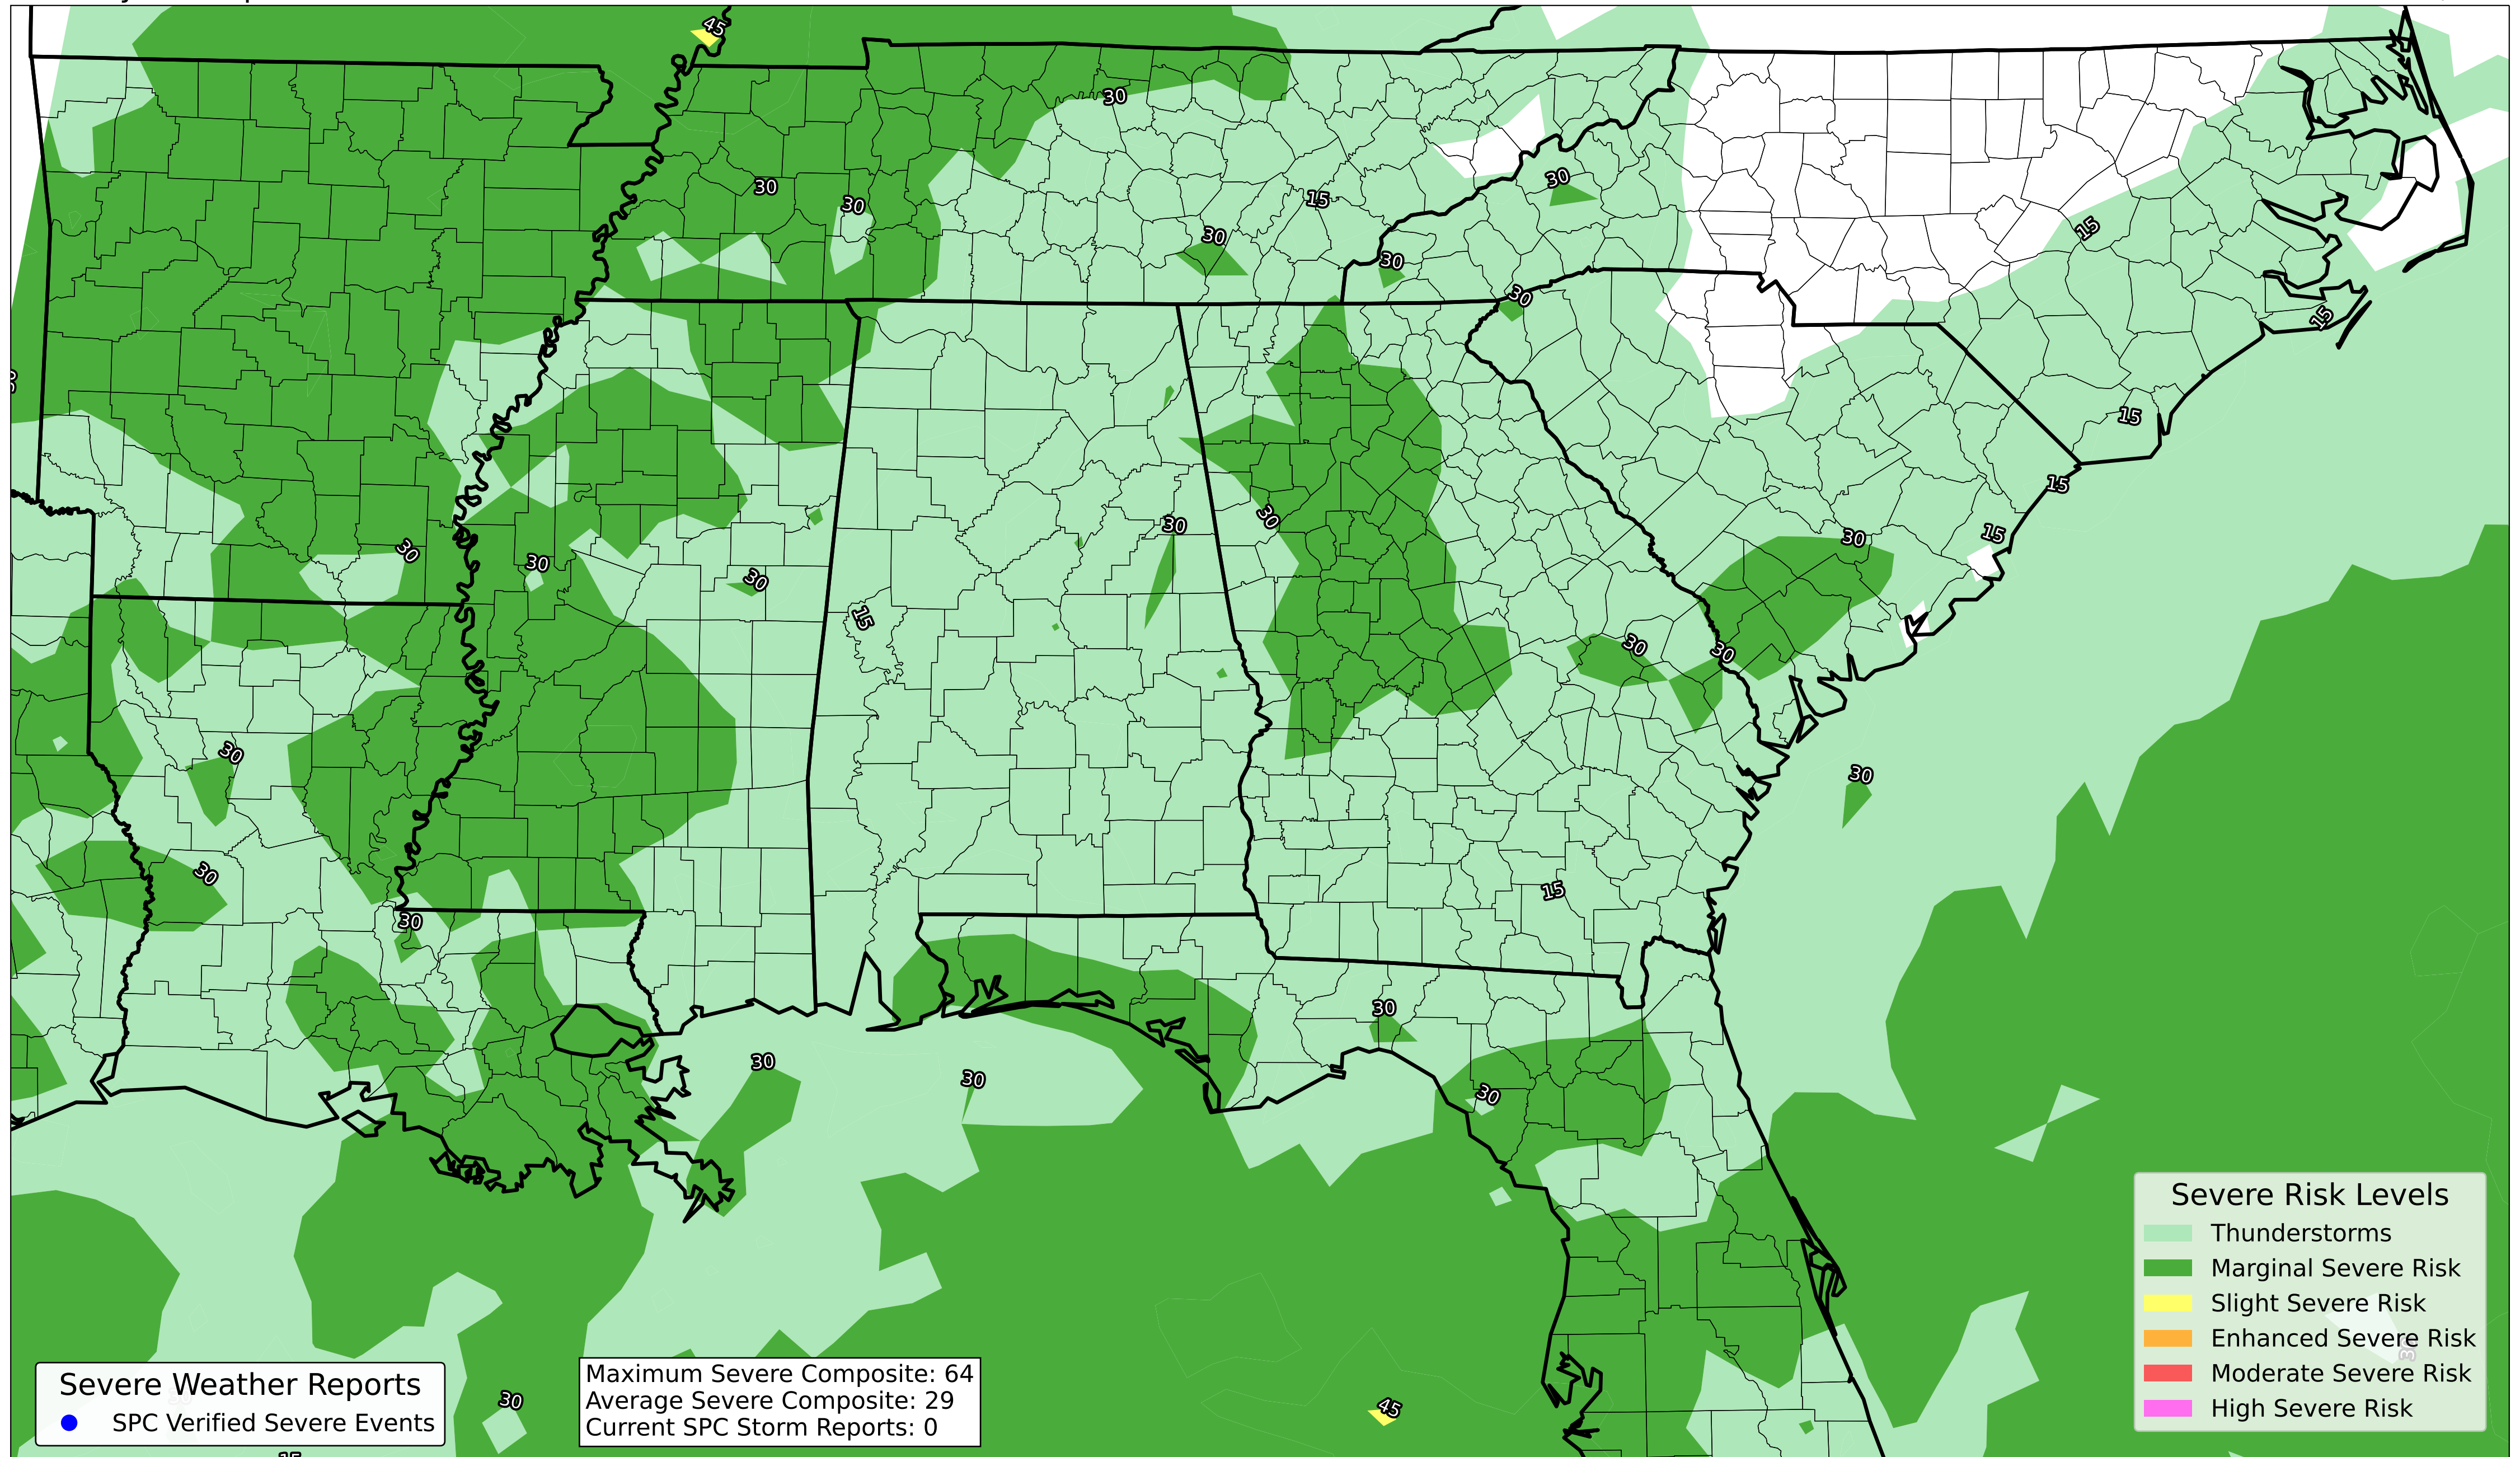 45
30
30
30
15
30
30
30
30
15
15
15
15
15
30
30
30
30
30
30
30
15
30
30
30
30
30
15
30
30
30
30
30
45
30
Severe Risk Levels
Thunderstorms
Marginal Severe Risk
Slight Severe Risk
Enhanced Severe Risk
Moderate Severe Risk
High Severe Risk
Severe Weather Reports
SPC Verified Severe Events
Maximum Severe Composite: 64
Average Severe Composite: 29
Current SPC Storm Reports: 0